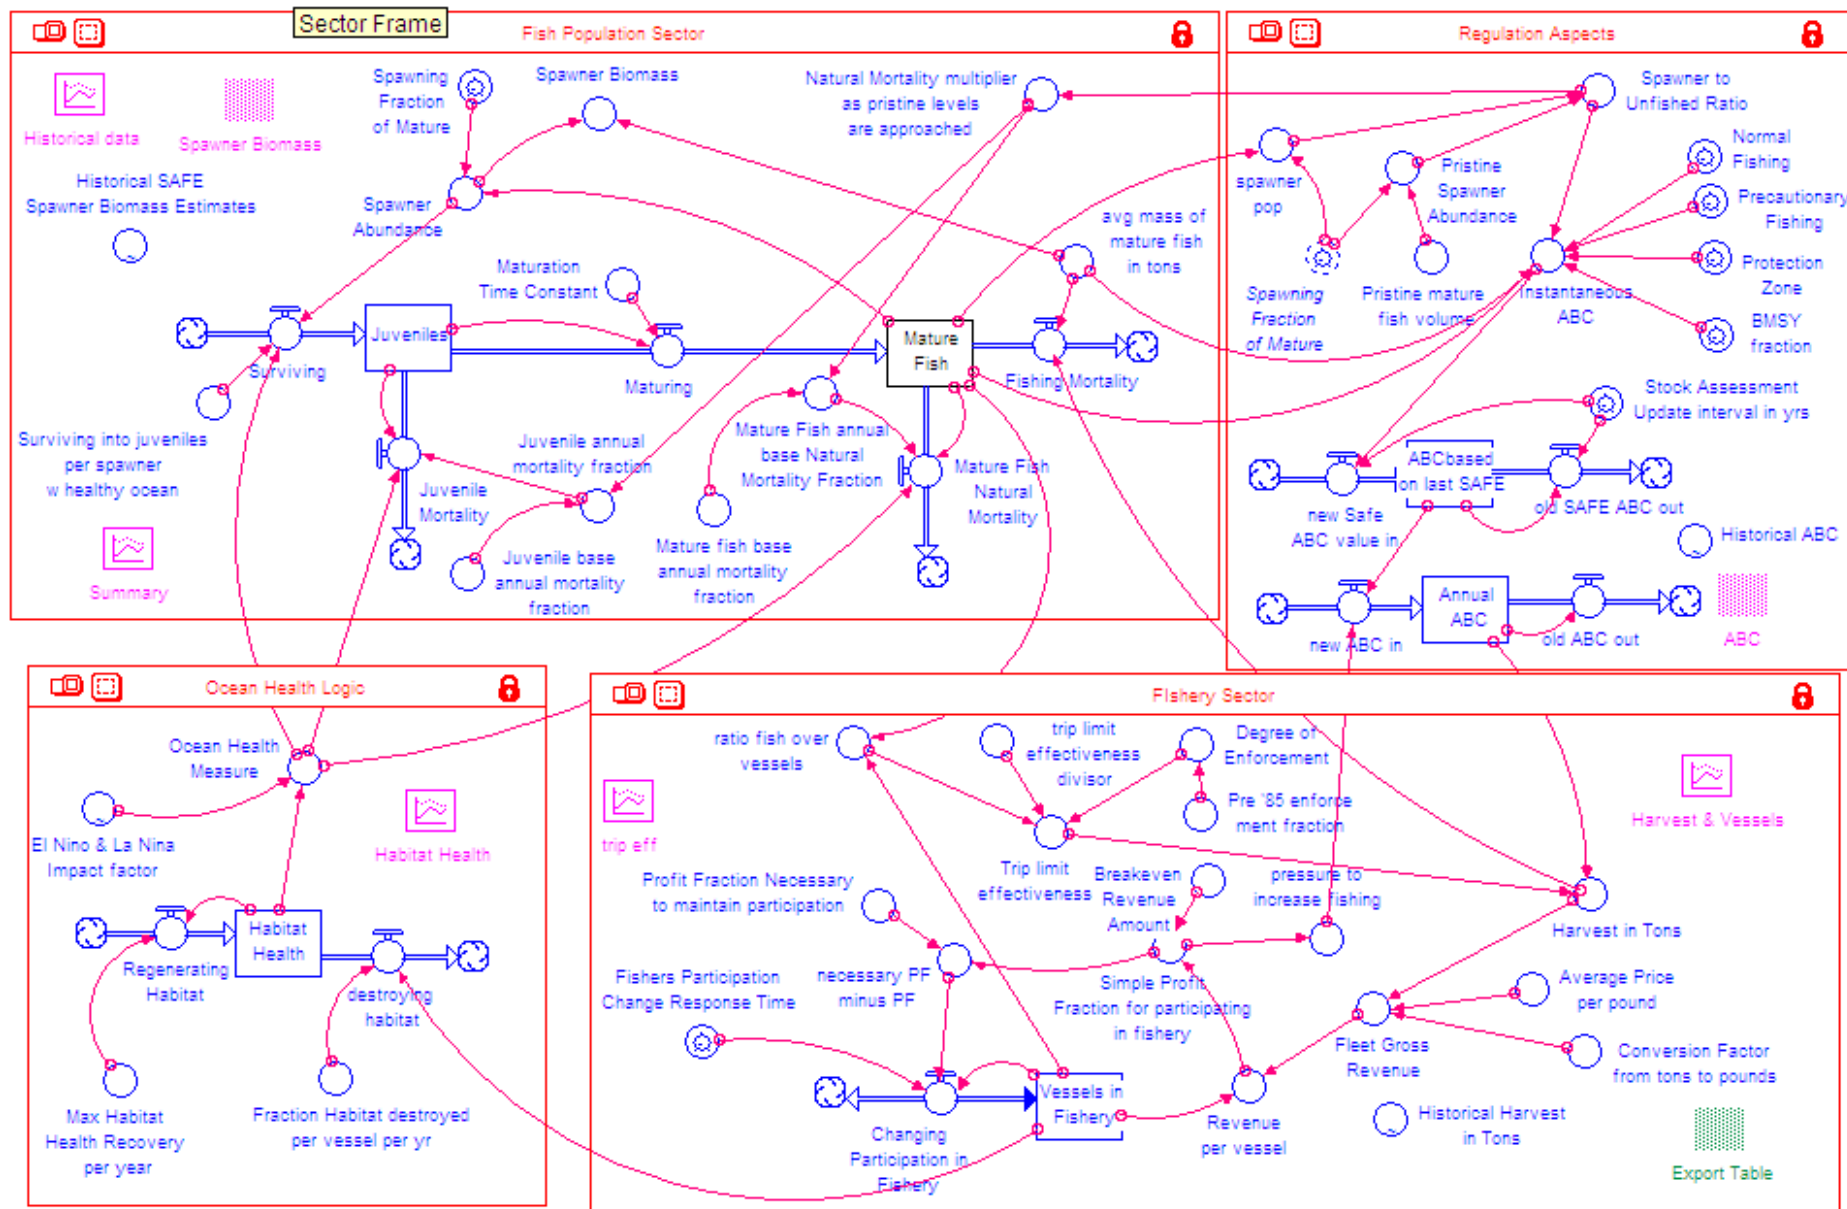 Sector Frame
Fish Population Sector
Historical data
Spawner Biomass
Spawning
Fraction
of Mature
Spawner Biomass
Natural Mortality multiplier
as pristine levels
are approached
Historical SAFE
Spawner Biomass Estimates
Spawner
Abundance
avg mass of
mature fish
in tons
Maturation
Time Constant
Juveniles
Surviving
Maturing
Mature
Fish
Fishing Mortality
Surviving into juveniles
per spawner
w healthy ocean
Juvenile annual
mortality fraction
Mature Fish annual
base Natural
Mortality Fraction
Juvenile
Mortality
Mature Fish
Natural
Mortality
Juvenile base
annual mortality
fraction
Mature fish base
annual mortality
fraction
Summary
Regulation Aspects
Spawner to
Unfished Ratio
Normal
Fishing
spawner
pop
Pristine
Spawner
Abundance
Precautionary
Fishing
Protection
Zone
Spawning
Fraction
of Mature
Pristine mature
fish volume
Instantaneous
ABC
BMSY
fraction
Stock Assessment
Update interval in yrs
ABCbased
on last SAFE
new Safe
ABC value in
old SAFE ABC out
Historical ABC
Annual
ABC
new ABC in
old ABC out
ABC
Ocean Health Logic
Ocean Health
Measure
El Nino & La Nina
Impact factor
Habitat Health
Habitat
Health
Regenerating
Habitat
destroying
habitat
Max Habitat
Health Recovery
per year
Fraction Habitat destroyed
per vessel per yr
FIshery Sector
ratio fish over
vessels
trip limit
effectiveness
divisor
Degree of
Enforcement
trip eff
Pre '85 enforce
ment fraction
Harvest & Vessels
Trip limit
effectiveness
Profit Fraction Necessary
to maintain participation
Breakeven
Revenue
Amount
pressure to
increase fishing
Harvest in Tons
Fishers Participation
Change Response Time
necessary PF
minus PF
Simple Profit
Fraction for participating
in fishery
Average Price
per pound
Fleet Gross
Revenue
Conversion Factor
from tons to pounds
Vessels in
Fishery
Changing
Participation in
Fishery
Revenue
per vessel
Historical Harvest
in Tons
Export Table